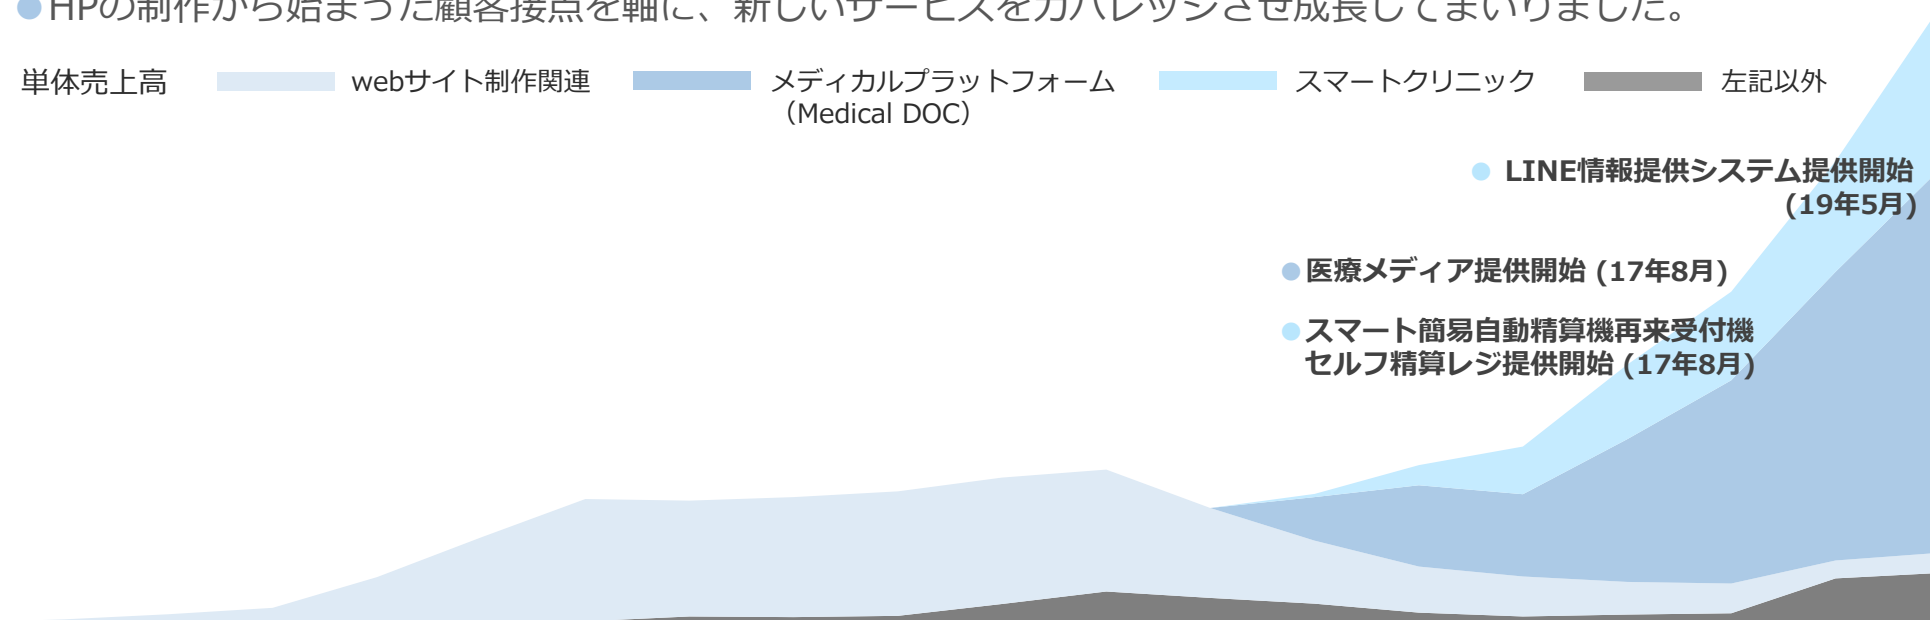 ●HPの制作から始まった顧客接点を軸に、新しいサービスをカバレッジさせ成長してまいりました。
単体売上高 webサイト制作関連 メディカルプラットフォーム スマートクリニック 左記以外
（Medical DOC）
● LINE情報提供システム提供開始
(19年5月)
●医療メディア提供開始 (17年8月)
●スマート簡易自動精算機再来受付機
セルフ精算レジ提供開始 (17年8月)